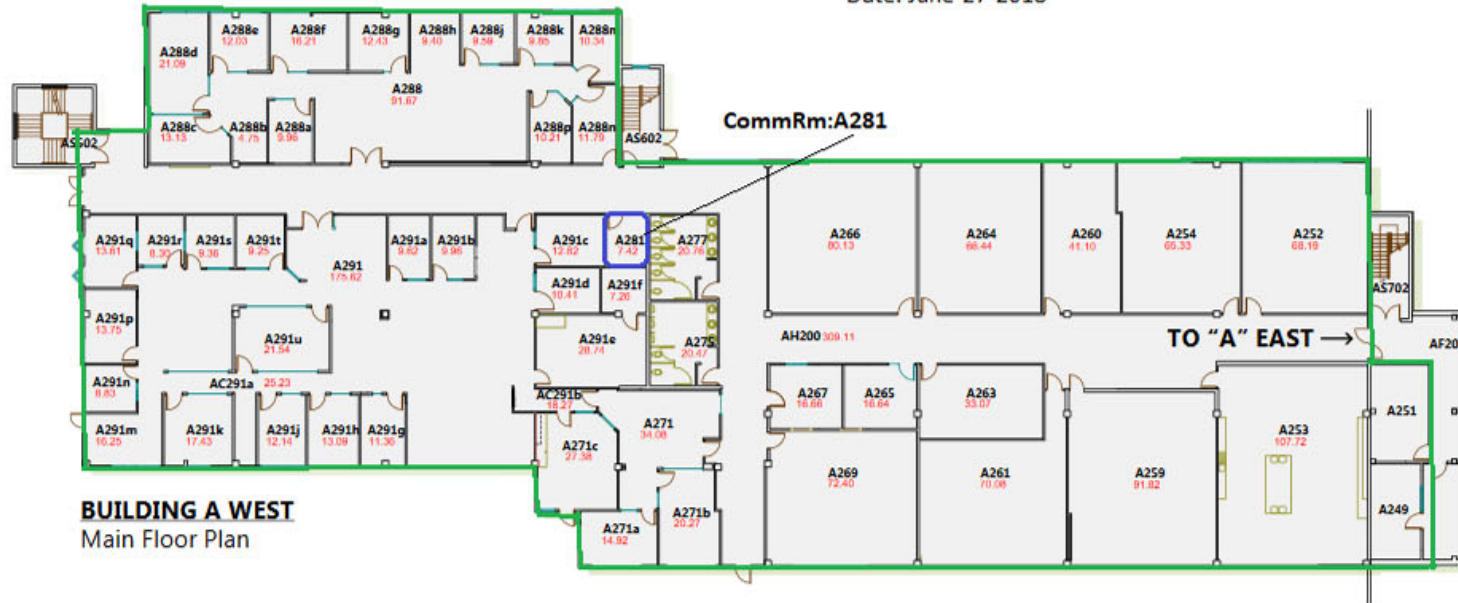 Date: June-27-2018
A288e
12.03
A288f
16.21
A288g
12.43
A288h
9.40
A288j
9.59
A288k
9.85
A288m
10.34
A288d
21.09
A288
91.67
A288c
13.13
A288b
4.75
A288a
9.96
A288p
10.21
A288n
11.79
AS602
AS602
CommRm:A281
A291q
13.61
A291r
8.30
A291s
9.36
A291t
9.25
A291
175.62
A291a
9.62
A291b
9.96
A291c
12.82
A281
7.42
A277
20.76
A266
80.13
A264
66.44
A260
41.10
A254
65.33
A252
68.19
A291d
10.41
A291f
7.26
AS702
A291p
13.75
A291u
21.54
A291e
28.74
A275
20.47
AH200 309.11
TO "A" EAST
AF20
A291n
8.83
AC291a 25.23
AC291b
18.27
A267
16.66
A265
16.64
A263
33.07
A251
A291m
16.25
A291k
17.43
A291j
12.14
A291h
13.09
A291g
11.36
A271
34.08
A271c
27.38
A253
107.72
A269
72.40
A261
70.08
A259
91.82
A249
A271a
14.92
A271b
20.27
BUILDING A WEST
Main Floor Plan